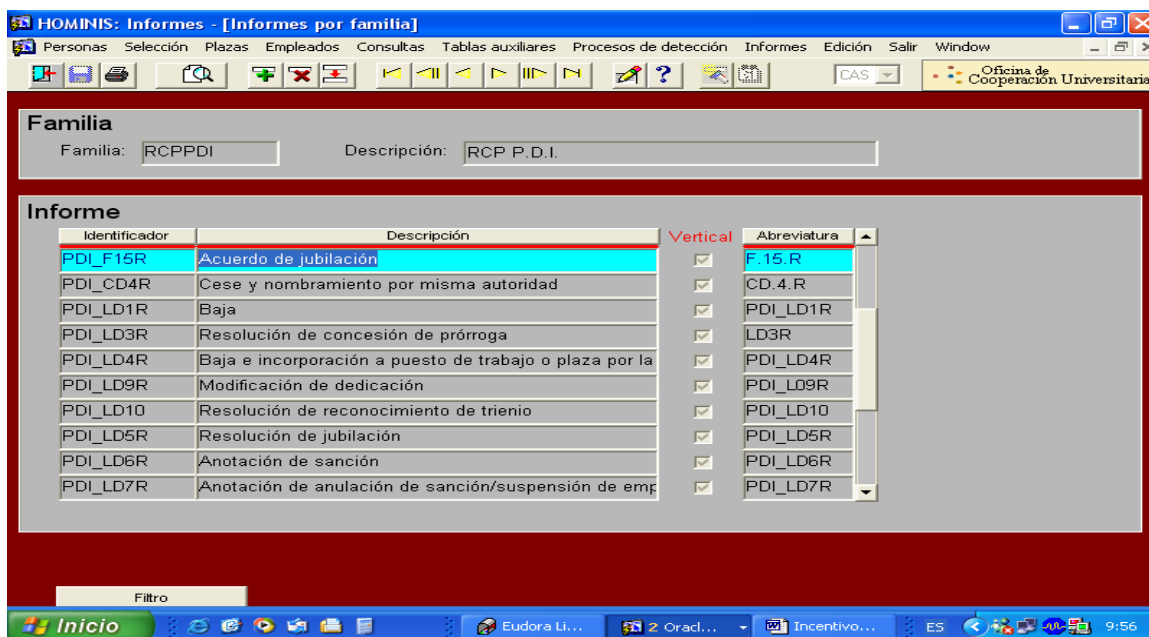 HOMINIS: Informes - [Informes por familia]
Personas Selección Plazas Empleados Consultas Tablas auxiliares Procesos de detección Informes Edición Salir Window
CAS
Oficina de
Cooperación Universitaria
Familia
Familia: RCPPDI Descripción: RCP P.D.I.
Informe
Identificador Descripción Vertical Abreviatura
PDI_F15R Acuerdo de jubilación F.15.R
PDI_CD4R Cese y nombramiento por misma autoridad CD.4.R
PDI_LD1R Baja PDI_LD1R
PDI_LD3R Resolución de concesión de prórroga LD3R
PDI_LD4R Baja e incorporación a puesto de trabajo o plaza por la PDI_LD4R
PDI_LD9R Modificación de dedicación PDI_L09R
PDI_LD10 Resolución de reconocimiento de trienio PDI_LD10
PDI_LD5R Resolución de jubilación PDI_LD5R
PDI_LD6R Anotación de sanción PDI_LD6R
PDI_LD7R Anotación de anulación de sanción/suspensión de emp PDI_LD7R
Filtro
Inicio Eudora Li... 2 Oracl... Incentivo... ES 9:56